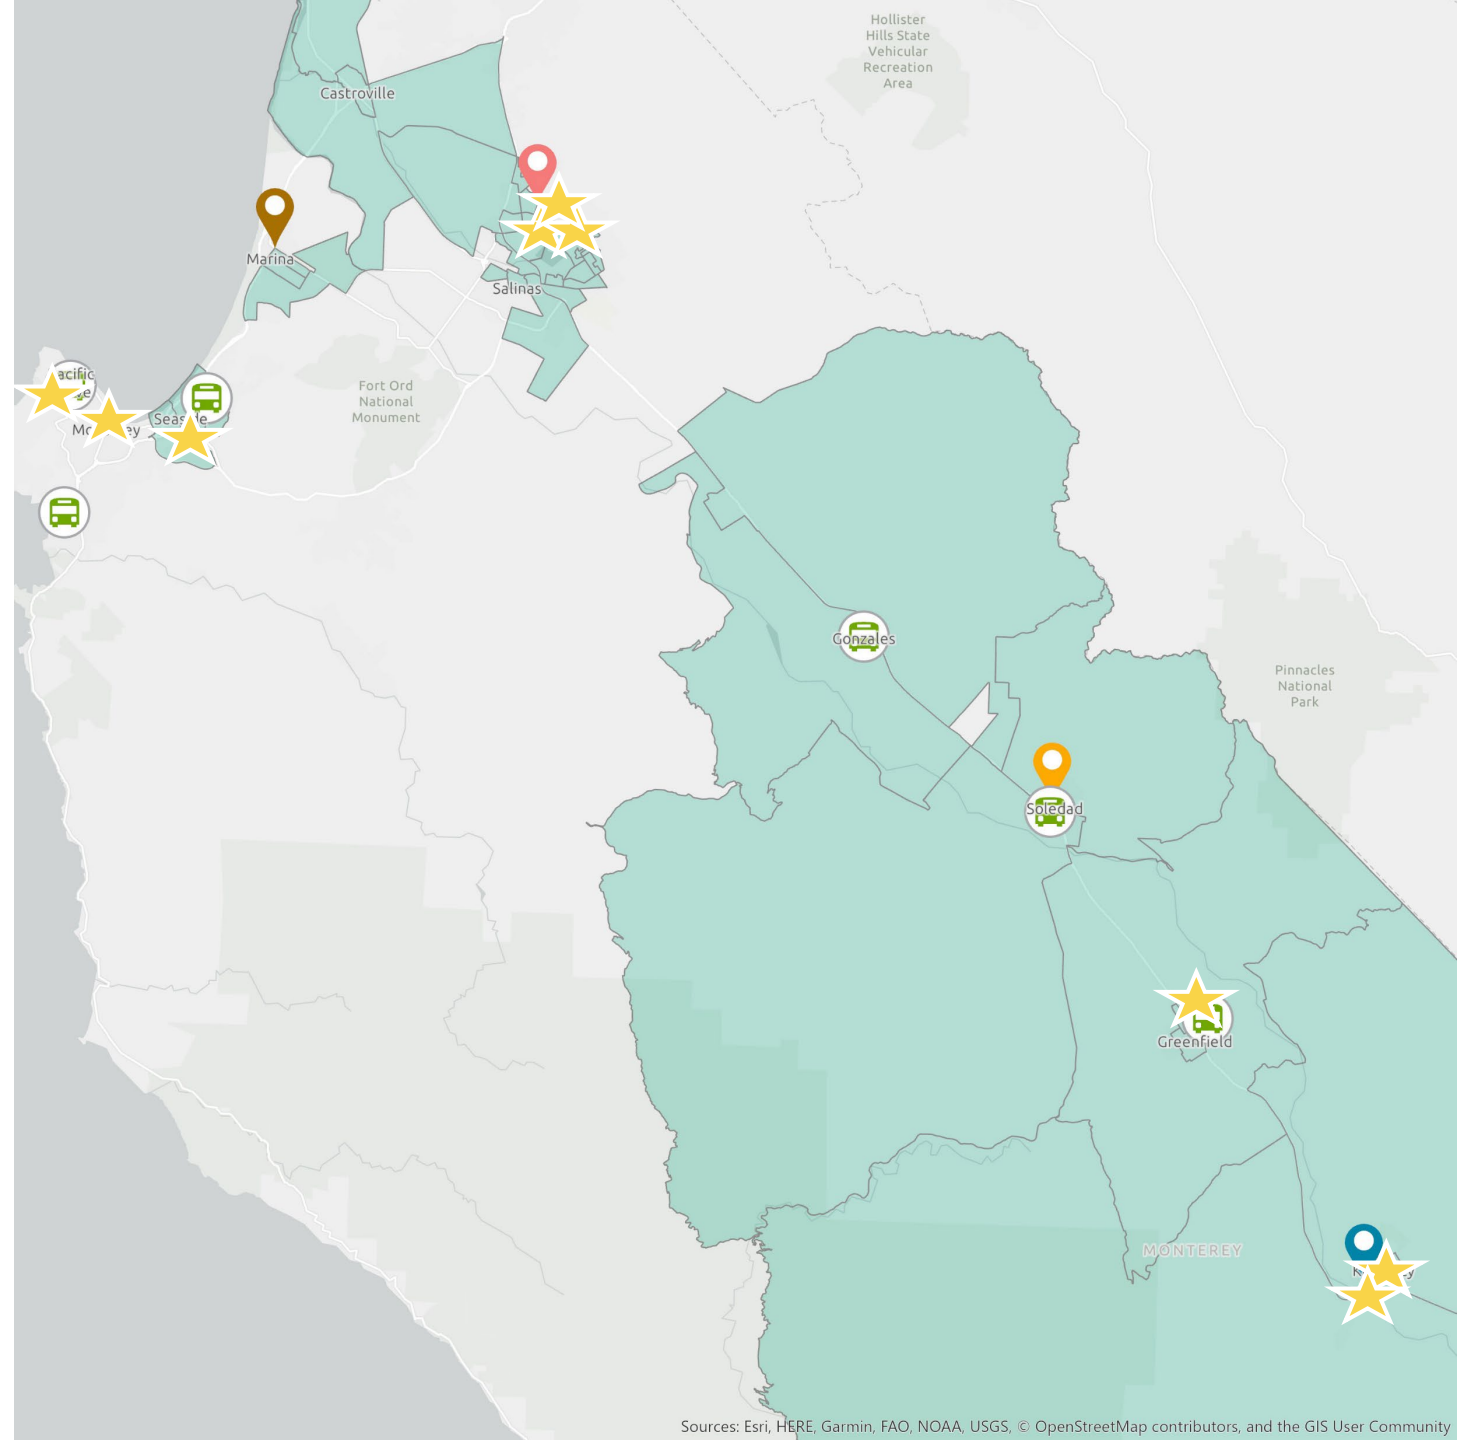 Hollister
Hills State
Vehicular
Recreation
Area
Castroville
Marina
Salinas
Fort Ord
National
Monument
Gonzales
Pinnacles
National
Park
Soledad
Greenfield
MONTEREY
Sources: Esri, HERE, Garmin, FAO, NOAA, USGS, © OpenStreetMap contributors, and the GIS User Community